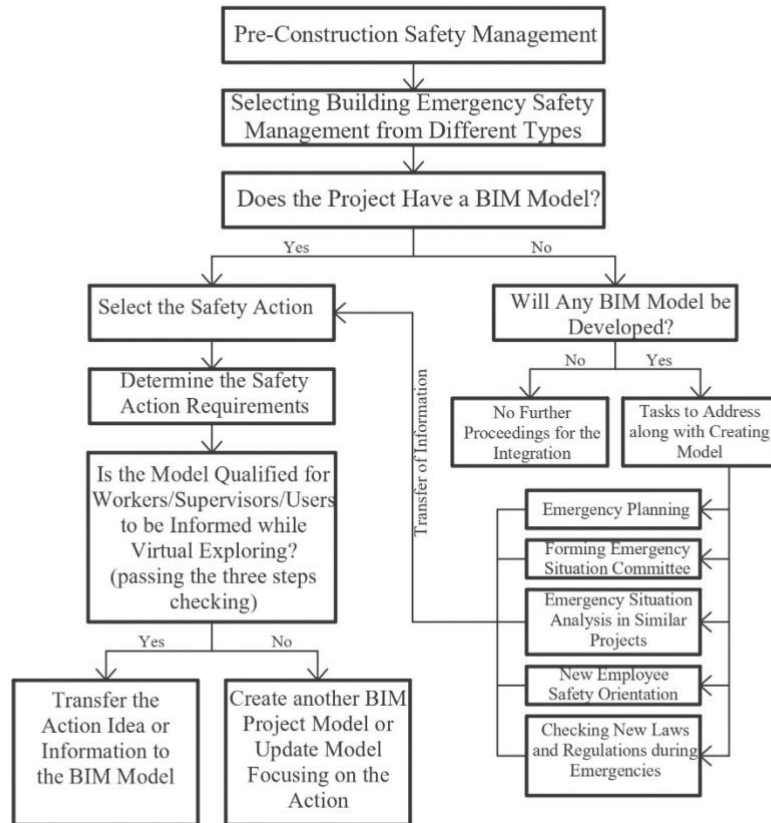 Pre-Construction Safety Management
Selecting Building Emergency Safety
Management from Different Types
Does the Project Have a BIM Model?
Yes
No
Select the Safety Action
Will Any BIM Model be
Developed?
No
Yes
Determine the Safety
Action Requirements
No Further
Proceedings for the
Integration
Tasks to Address
along with Creating
Model
Transfer of Information
Is the Model Qualified for
Workers/Supervisors/Users
to be Informed while
Virtual Exploring?
(passing the three steps
checking)
Emergency Planning
Forming Emergency
Situation Committee
Emergency Situation
Analysis in Similar
Projects
New Employee
Safety Orientation
Checking New Laws
and Regulations during
Emergencies
Yes
No
Transfer the
Action Idea or
Information to
the BIM Model
Create another BIM
Project Model or
Update Model
Focusing on the
Action